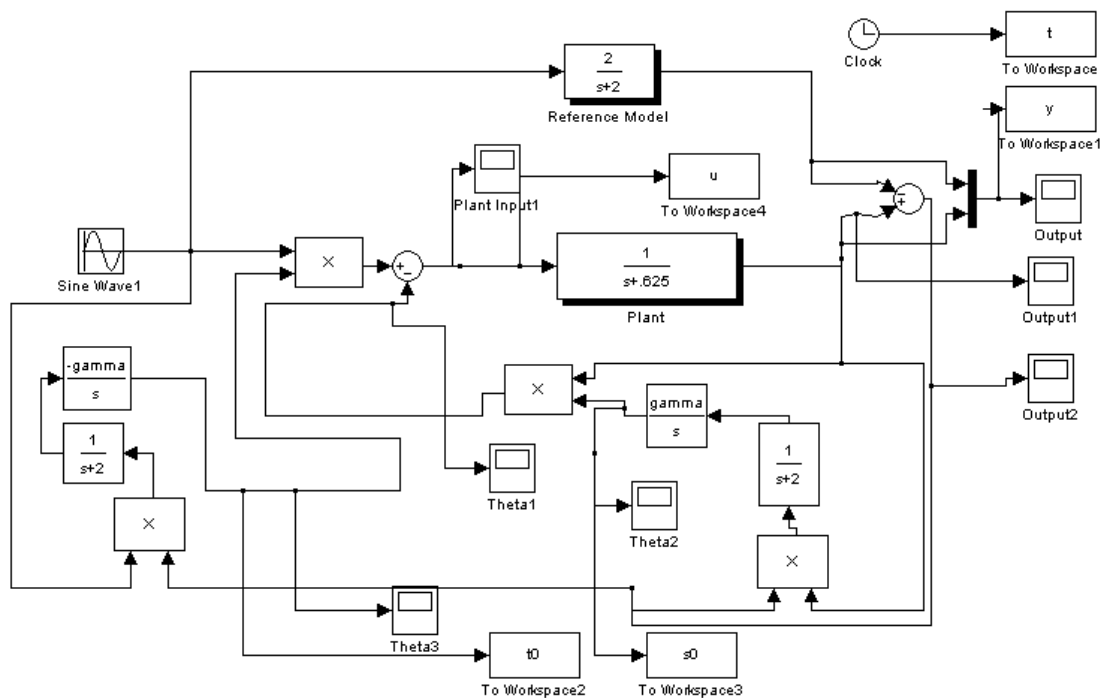 t
Clock
To Workspace
2
s+2
Reference Model
y
To Workspace1
Plant Input1
u
To Workspace4
Output
Sine Wave1
×
+
-
1
s+.625
Plant
-
+
Output1
-gamma
s
×
gamma
s
Output2
1
s+2
1
s+2
Theta1
×
Theta2
×
Theta3
t0
To Workspace2
s0
To Workspace3